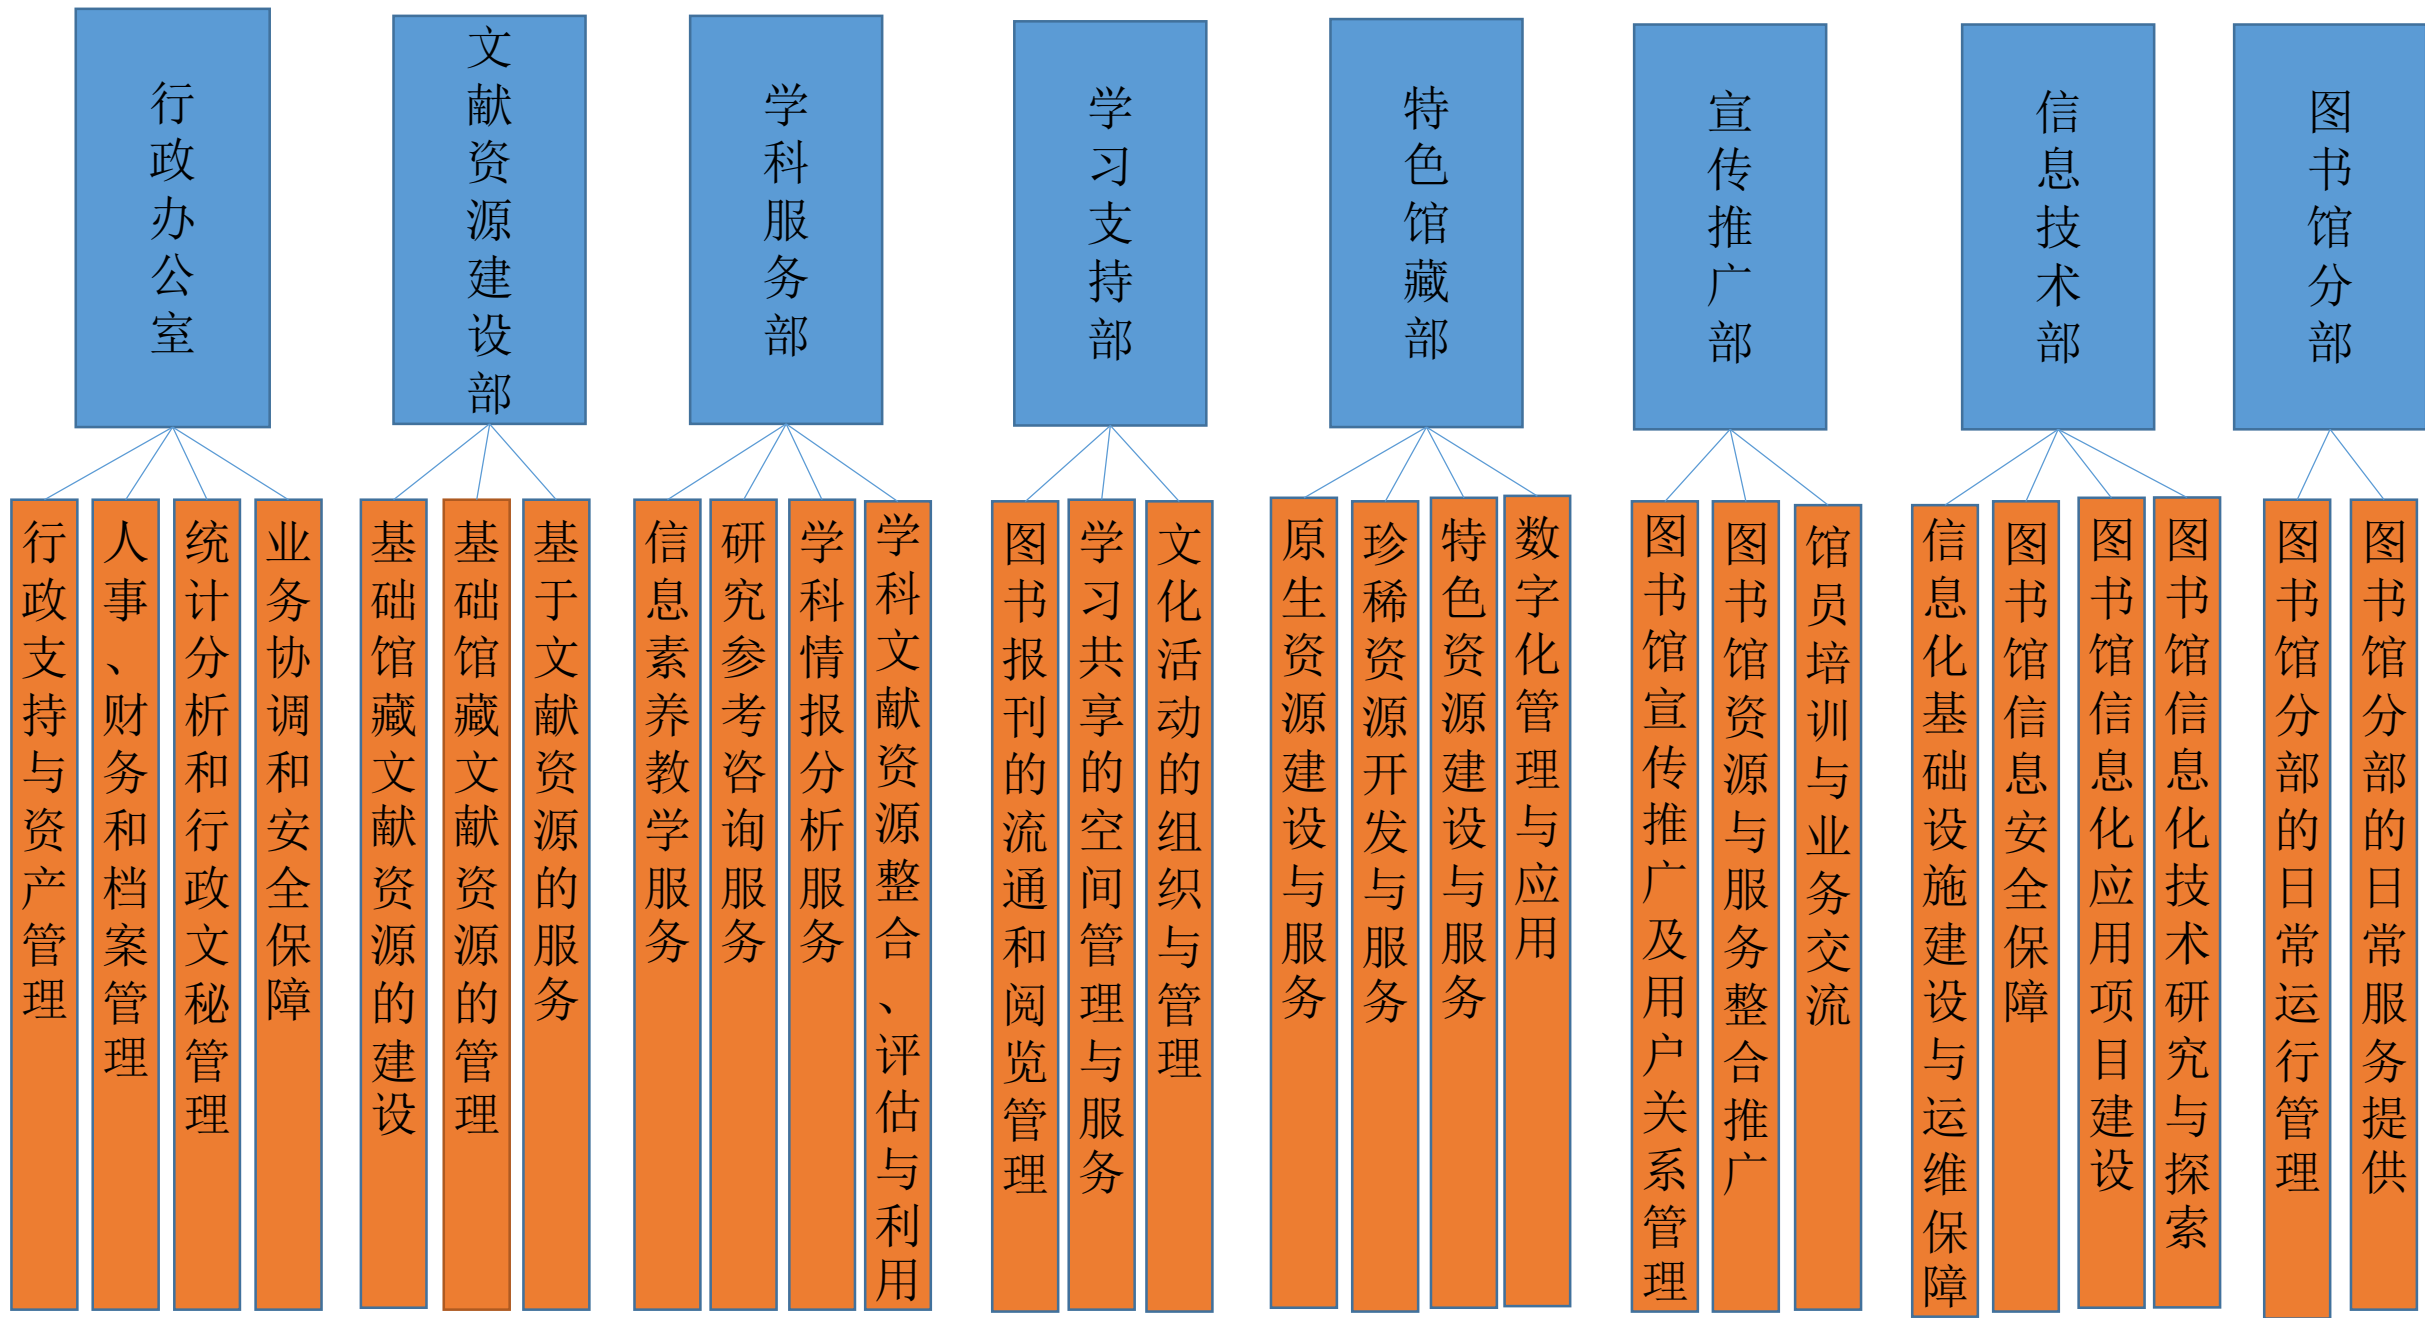 行政办公室
文献资源建设部
学科服务部
学习支持部
特色馆藏部
宣传推广部
信息技术部
图书馆分部
行政支持与资产管理
人事、财务和档案管理
统计分析和行政文秘管理
业务协调和安全保障
基础馆藏文献资源的建设
基础馆藏文献资源的管理
基于文献资源的服务
信息素养教学服务
研究参考咨询服务
学科情报分析服务
学科文献资源整合、评估与利用
图书报刊的流通和阅览管理
学习共享的空间管理与服务
文化活动的组织与管理
原生资源建设与服务
珍稀资源开发与服务
特色资源建设与服务
数字化管理与应用
图书馆宣传推广及用户关系管理
图书馆资源与服务整合推广
馆员培训与业务交流
信息化基础设施建设与运维保障
图书馆信息安全保障
图书馆信息化应用项目建设
图书馆信息化技术研究与探索
图书馆分部的日常运行管理
图书馆分部的日常服务提供